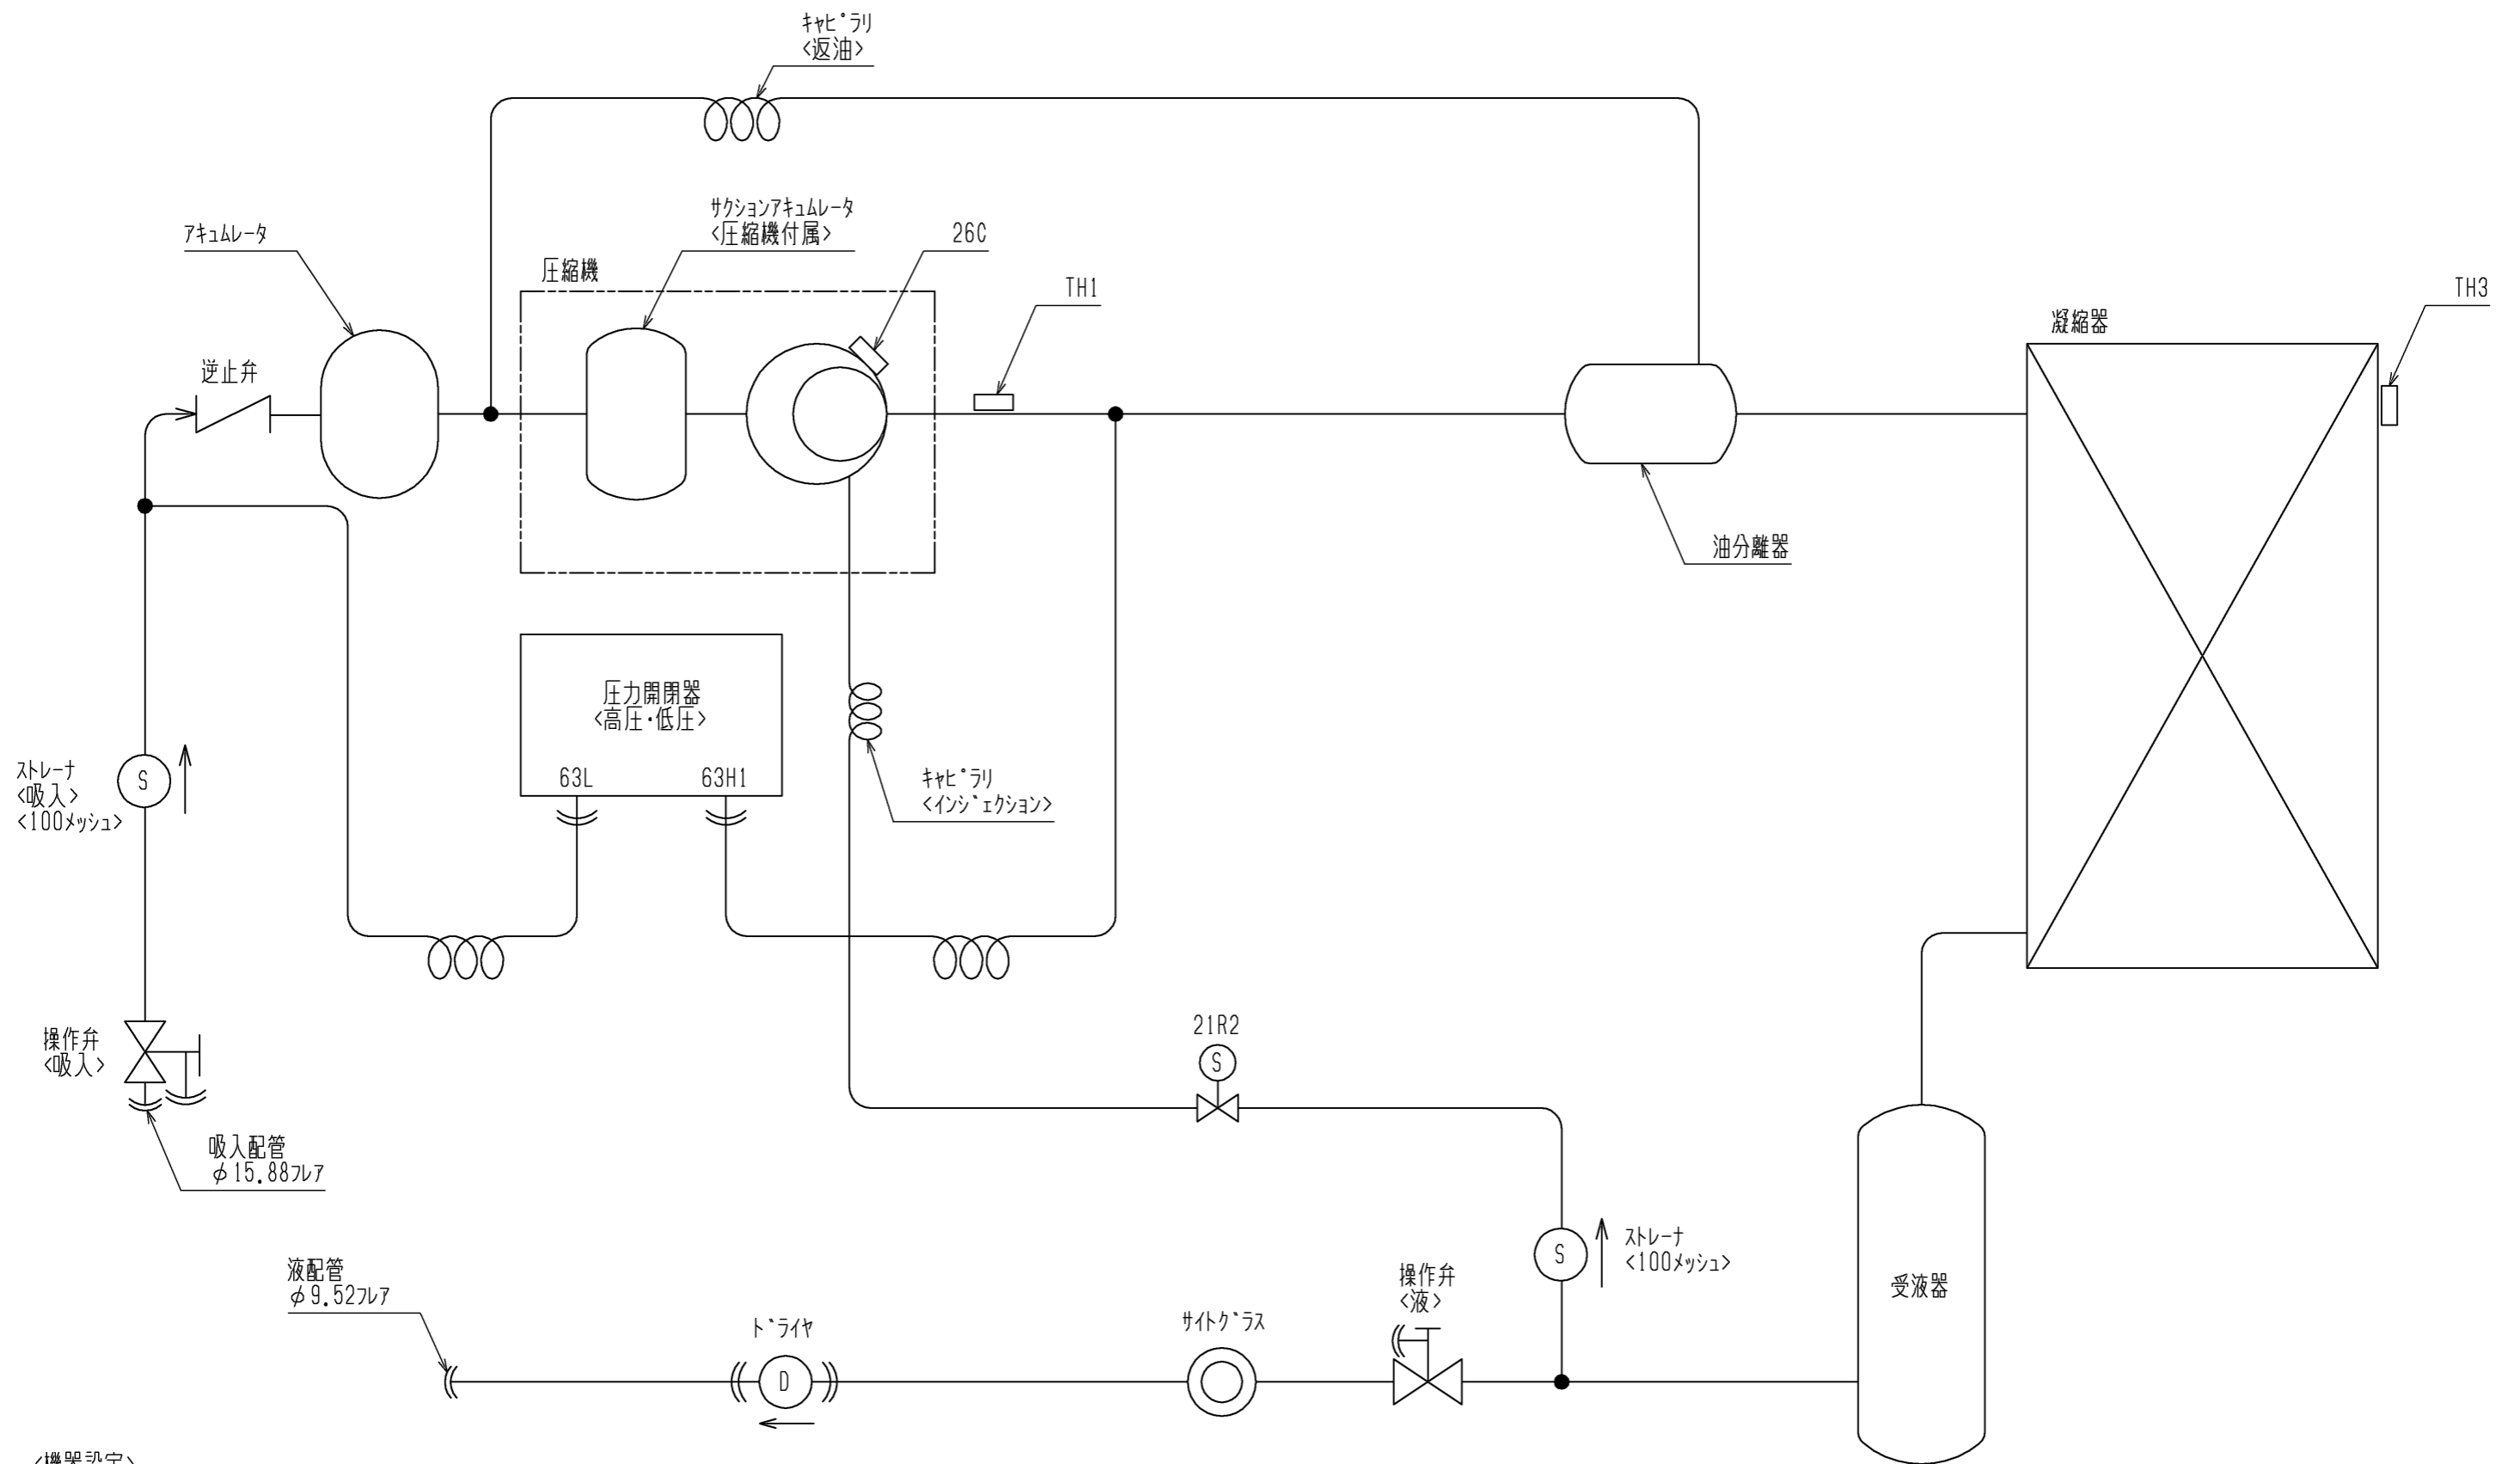 キャピラリ
<返油>
サクションアキュムレータ
<圧縮機付属>
26C
アキュムレータ
圧縮機
TH1
TH3
凝縮器
逆止弁
油分離器
圧力開閉器
<高圧・低圧>
63L
63H1
ストレーナ
<吸入>
<100メッシュ>
S
キャピラリ
<インジェクション>
操作弁
<吸入>
21R2
S
吸入配管
φ15.88フレア
ストレーナ
<100メッシュ>
S
液配管
φ9.52フレア
操作弁
<液>
受液器
ドライヤ
D
サイトグラス
<機器設定>